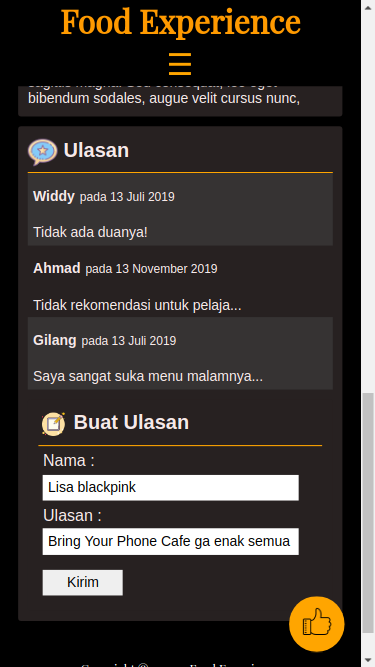 Food Experience
bibendum sodales, augue velit cursus nunc,
Ulasan
Widdy pada 13 Juli 2019
Tidak ada duanya!
Ahmad pada 13 November 2019
Tidak rekomendasi untuk pelaja...
Gilang pada 13 Juli 2019
Saya sangat suka menu malamnya...
Buat Ulasan
Nama :
Lisa blackpink
Ulasan :
Bring Your Phone Cafe ga enak semua
Kirim